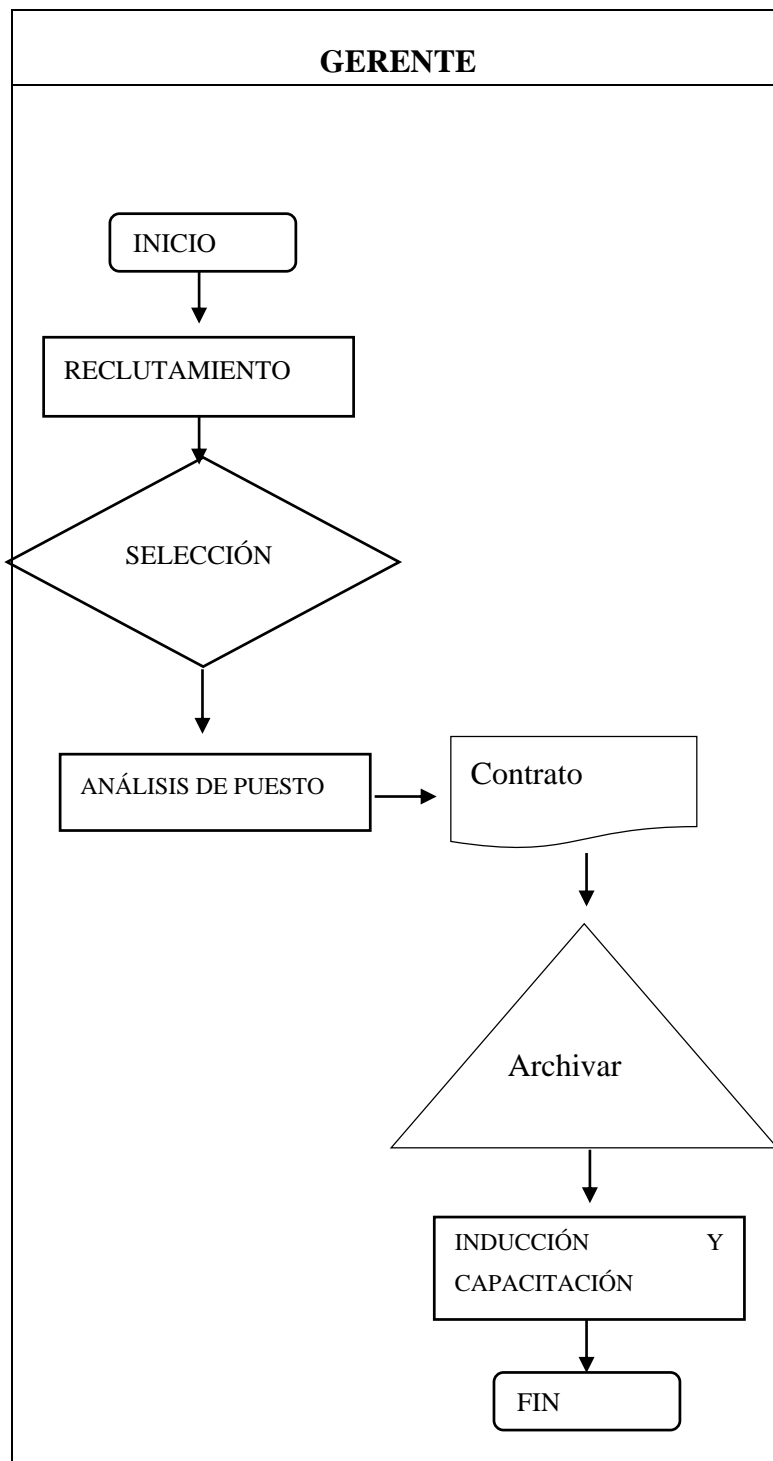 GERENTE
INICIO
RECLUTAMIENTO
SELECCIÓN
ANÁLISIS DE PUESTO
Contrato
Archivar
INDUCCIÓN Y
CAPACITACIÓN
FIN